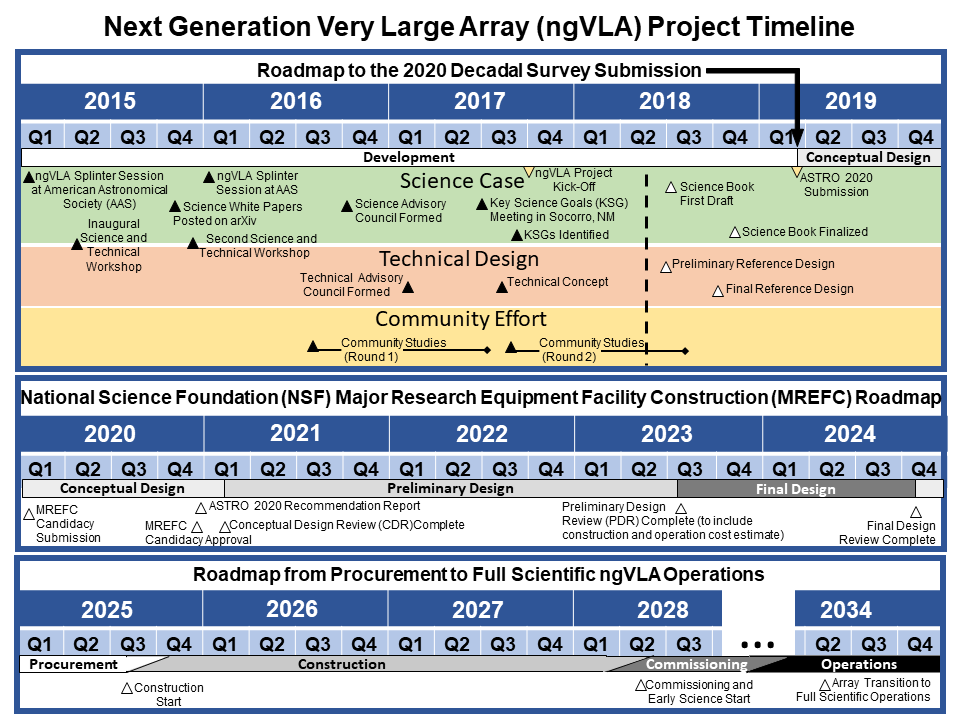 Next Generation Very Large Array (ngVLA) Project Timeline
Roadmap to the 2020 Decadal Survey Submission
2015 2016 2017 2018 2019
Q1 Q2 Q3 Q4 Q1 Q2 Q3 Q4 Q1 Q2 Q3 Q4 Q1 Q2 Q3 Q4 Q1 Q2 Q3 Q4
Development Conceptual Design
Science Case
ngVLA Splinter Session
at American Astronomical
Society (AAS)
Inaugural
Science and
Technical
Workshop
Science White Papers
Posted on arXiv
ngVLA Splinter
Session at AAS
Second Science and
Technical Workshop
Science Advisory
Council Formed
ngVLA Project
Kick-Off
Key Science Goals (KSG)
Meeting in Socorro, NM
KSGs Identified
Science Book
First Draft
Science Book Finalized
ASTRO 2020
Submission
Technical Design
Technical Advisory
Council Formed
Technical Concept
Preliminary Reference Design
Final Reference Design
Community Effort
Community Studies
(Round 1)
Community Studies
(Round 2)
National Science Foundation (NSF) Major Research Equipment Facility Construction (MREFC) Roadmap
2020 2021 2022 2023 2024
Q1 Q2 Q3 Q4 Q1 Q2 Q3 Q4 Q1 Q2 Q3 Q4 Q1 Q2 Q3 Q4 Q1 Q2 Q3 Q4
Conceptual Design Preliminary Design Final Design
MREFC
Candidacy
Submission
ASTRO 2020 Recommendation Report
MREFC
Candidacy Approval
Conceptual Design Review (CDR) Complete
Preliminary Design
Review (PDR) Complete (to include
construction and operation cost estimate)
Final Design
Review Complete
Roadmap from Procurement to Full Scientific ngVLA Operations
2025 2026 2027 2028 2034
Q1 Q2 Q3 Q4 Q1 Q2 Q3 Q4 Q1 Q2 Q3 Q4 Q1 Q2 Q3 ... Q2 Q3 Q4
Procurement Construction Commissioning Operations
Construction
Start
Commissioning and
Early Science Start
Array Transition to
Full Scientific Operations